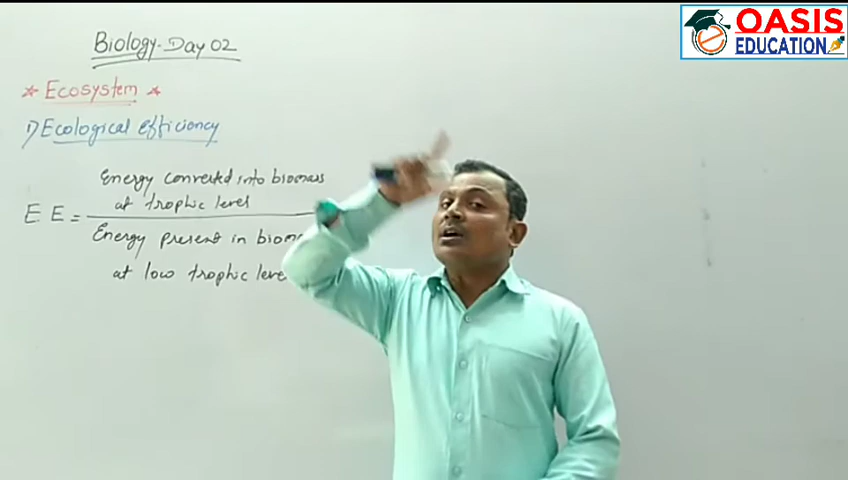 Biology-Day 02
Ecosystem
1) Ecological efficiency
Energy converted into biomass
at trophic level
E E =
Energy present in
at low trophic level
OASIS
EDUCATION